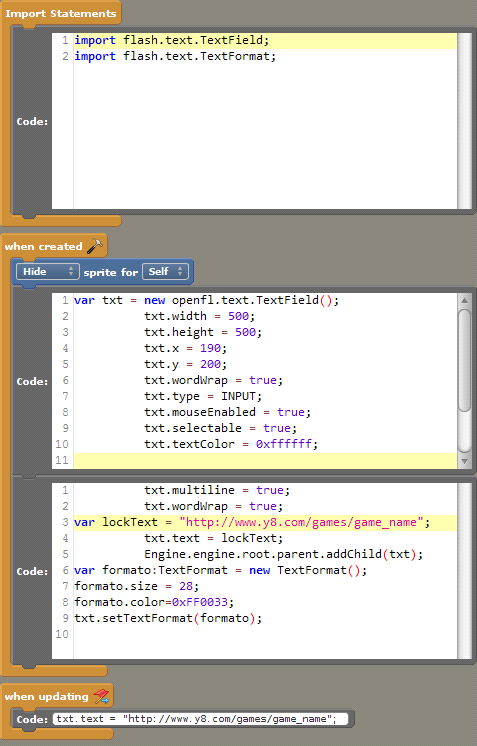 Import Statements
Code:
1 import flash.text.TextField;
2 import flash.text.TextFormat;
when created
Hide sprite for Self
Code:
1 var txt = new openfl.text.TextField();
2 txt.width = 500;
3 txt.height = 500;
4 txt.x = 190;
5 txt.y = 200;
6 txt.wordWrap = true;
7 txt.type = INPUT;
8 txt.mouseEnabled = true;
9 txt.selectable = true;
10 txt.textColor = 0xffffff;
11
Code:
1 txt.multiline = true;
2 txt.wordWrap = true;
3 var lockText = "http://www.y8.com/games/game_name";
4 txt.text = lockText;
5 Engine.engine.root.parent.addChild(txt);
6 var formato:TextFormat = new TextFormat();
7 formato.size = 28;
8 formato.color=0xFF0033;
9 txt.setTextFormat(formato);
10
when updating
Code: txt.text = "http://www.y8.com/games/game_name";